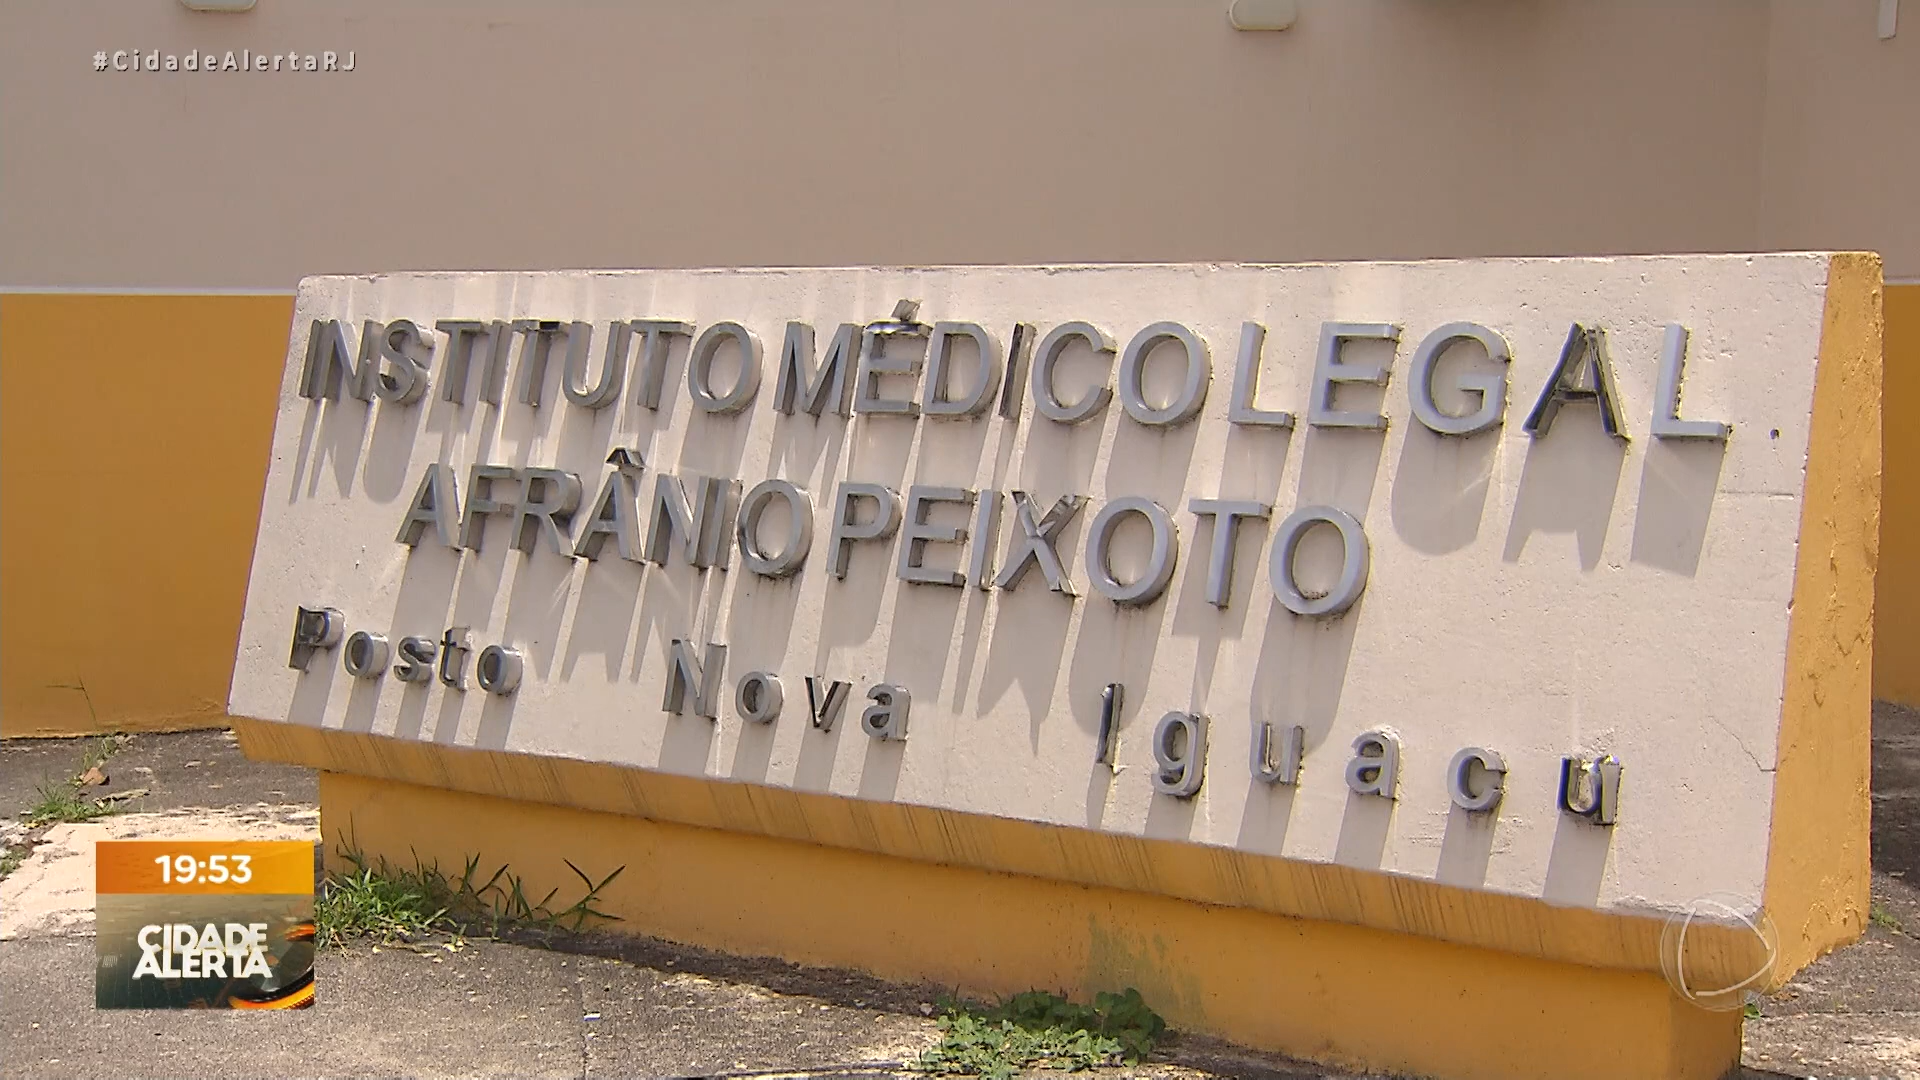 #CidadeAlertaRJ
INSTITUTO MÉDICO LEGAL
AFRÂNIO PEIXOTO
Posto Nova Iguacu
19:53
CIDADE
ALERTA